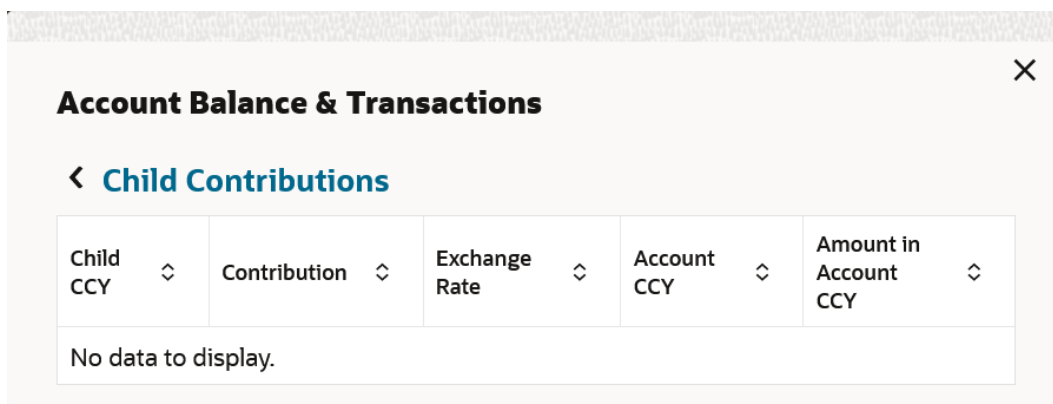 Account Balance & Transactions
Child Contributions
Child CCY
Contribution
Exchange Rate
Account CCY
Amount in Account CCY
No data to display.